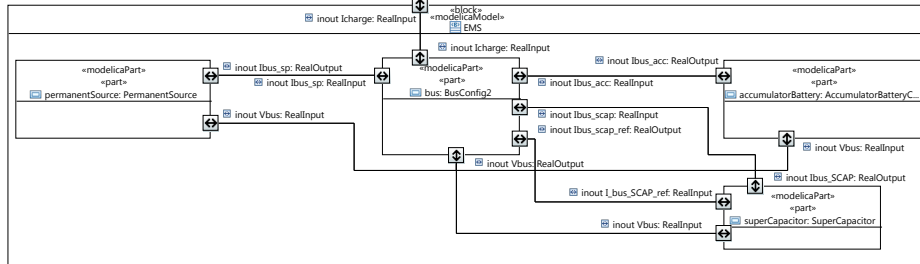 «block»
inout Icharge: RealInput
«modelicaModel»
EMS
inout Icharge: RealInput
«modelicaPart»
«part»
permanentSource: PermanentSource
inout Ibus_sp: RealOutput
inout Ibus_sp: RealInput
inout Vbus: RealInput
«modelicaPart»
«part»
bus: BusConfig2
inout Ibus_acc: RealOutput
inout Ibus_acc: RealInput
inout Ibus_scap: RealInput
inout Ibus_scap_ref: RealOutput
inout Vbus: RealOutput
«modelicaPart»
«part»
accumulatorBattery: AccumulatorBatteryC...
inout Vbus: RealInput
inout Ibus_SCAP: RealOutput
inout I_bus_SCAP_ref: RealInput
inout Vbus: RealInput
«modelicaPart»
«part»
superCapacitor: SuperCapacitor